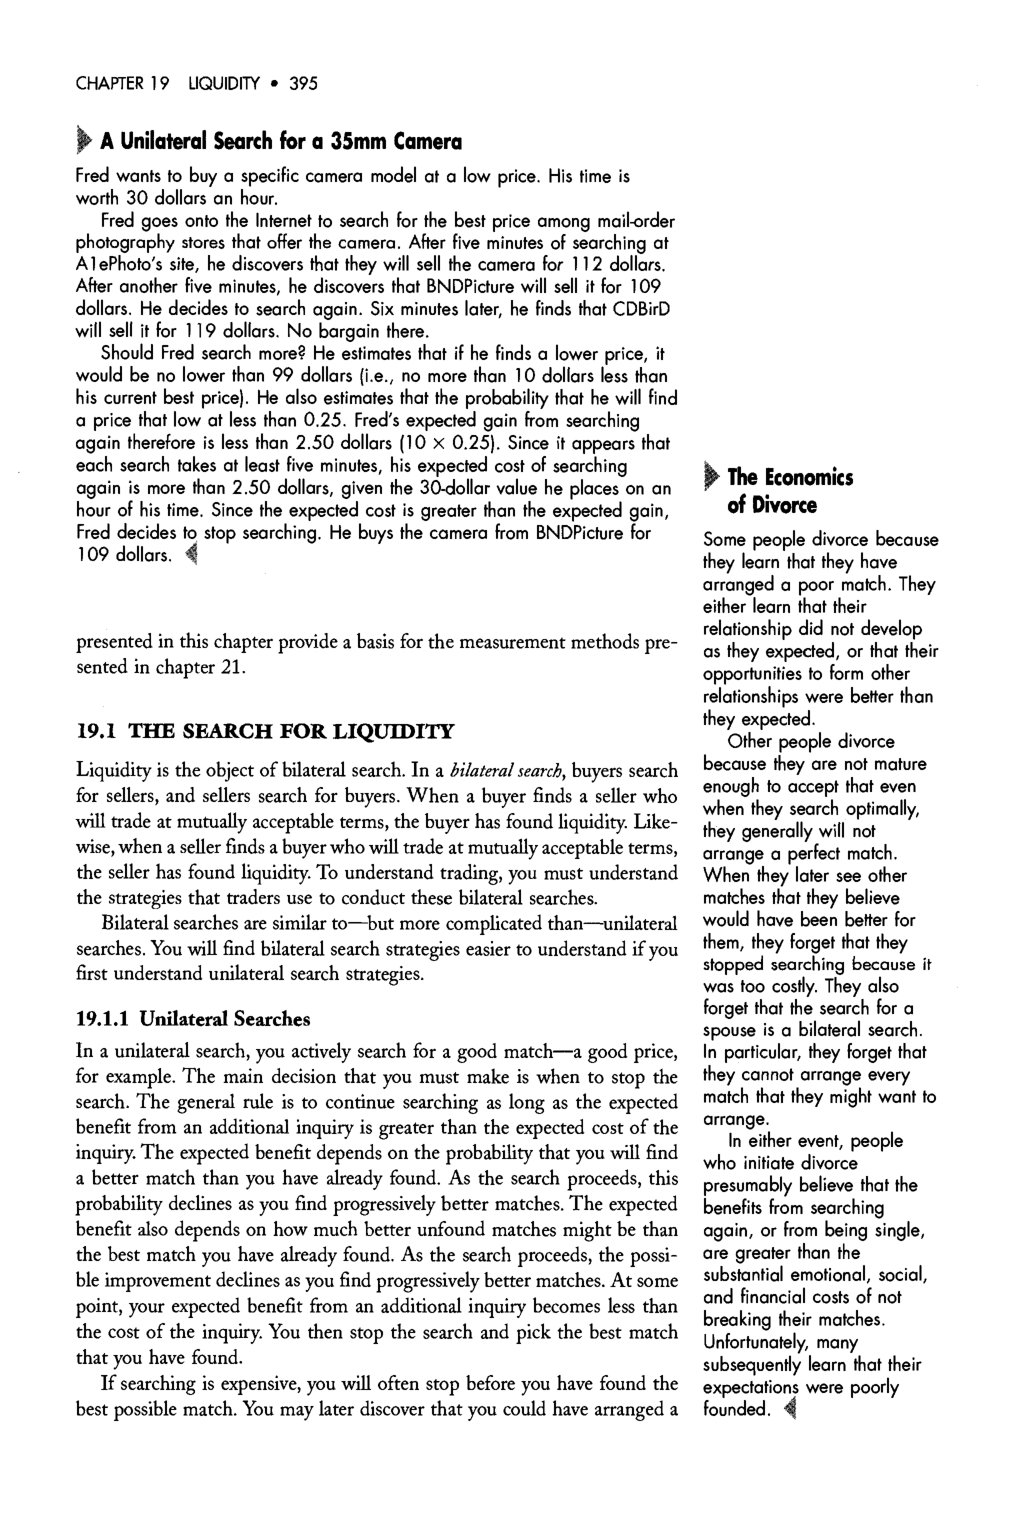 CHAPTER 19 LIQUIDITY • 395
A Unilateral Search for a 35mm Camera
Fred wants to buy a specific camera model at a low price. His time is
worth 30 dollars an hour.
Fred goes onto the Internet to search for the best price among mail-order
photography stores that offer the camera. After five minutes of searching at
A1ePhoto's site, he discovers that they will sell the camera for 112 dollars.
After another five minutes, he discovers that BNDPicture will sell it for 109
dollars. He decides to search again. Six minutes later, he finds that CDBirD
will sell it for 119 dollars. No bargain there.
Should Fred search more? He estimates that if he finds a lower price, it
would be no lower than 99 dollars (i.e., no more than 10 dollars less than
his current best price). He also estimates that the probability that he will find
a price that low at less than 0.25. Fred's expected gain from searching
again therefore is less than 2.50 dollars (10 × 0.25). Since it appears that
each search takes at least five minutes, his expected cost of searching
again is more than 2.50 dollars, given the 30-dollar value he places on an
hour of his time. Since the expected cost is greater than the expected gain,
Fred decides to stop searching. He buys the camera from BNDPicture for
109 dollars.
presented in this chapter provide a basis for the measurement methods pre-
sented in chapter 21.
19.1 THE SEARCH FOR LIQUIDITY
Liquidity is the object of bilateral search. In a bilateral search, buyers search
for sellers, and sellers search for buyers. When a buyer finds a seller who
will trade at mutually acceptable terms, the buyer has found liquidity. Like-
wise, when a seller finds a buyer who will trade at mutually acceptable terms,
the seller has found liquidity. To understand trading, you must understand
the strategies that traders use to conduct these bilateral searches.
Bilateral searches are similar to—but more complicated than—unilateral
searches. You will find bilateral search strategies easier to understand if you
first understand unilateral search strategies.
19.1.1 Unilateral Searches
In a unilateral search, you actively search for a good match—a good price,
for example. The main decision that you must make is when to stop the
search. The general rule is to continue searching as long as the expected
benefit from an additional inquiry is greater than the expected cost of the
inquiry. The expected benefit depends on the probability that you will find
a better match than you have already found. As the search proceeds, this
probability declines as you find progressively better matches. The expected
benefit also depends on how much better unfound matches might be than
the best match you have already found. As the search proceeds, the possi-
ble improvement declines as you find progressively better matches. At some
point, your expected benefit from an additional inquiry becomes less than
the cost of the inquiry. You then stop the search and pick the best match
that you have found.
If searching is expensive, you will often stop before you have found the
best possible match. You may later discover that you could have arranged a
The Economics
of Divorce
Some people divorce because
they learn that they have
arranged a poor match. They
either learn that their
relationship did not develop
as they expected, or that their
opportunities to form other
relationships were better than
they expected.
Other people divorce
because they are not mature
enough to accept that even
when they search optimally,
they generally will not
arrange a perfect match.
When they later see other
matches that they believe
would have been better for
them, they forget that they
stopped searching because it
was too costly. They also
forget that the search for a
spouse is a bilateral search.
In particular, they forget that
they cannot arrange every
match that they might want to
arrange.
In either event, people
who initiate divorce
presumably believe that the
benefits from searching
again, or from being single,
are greater than the
substantial emotional, social,
and financial costs of not
breaking their matches.
Unfortunately, many
subsequently learn that their
expectations were poorly
founded.